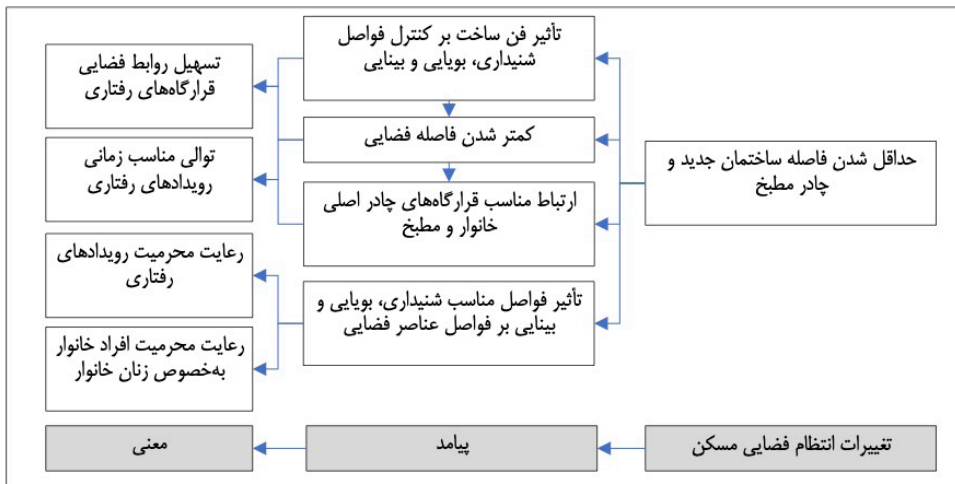 حداقل شدن فاصله ساختمان جدید و
چادر مطبخ
تأثیر فن ساخت بر کنترل فواصل
شنیداری، بویایی و بینایی
کمتر شدن فاصله فضایی
ارتباط مناسب قرارگاه‌های چادر اصلی
خانوار و مطبخ
تأثیر فواصل مناسب شنیداری، بویایی و
بینایی بر فواصل عناصر فضایی
تسهیل روابط فضایی
قرارگاه‌های رفتاری
توالی مناسب زمانی
رویدادهای رفتاری
رعایت محرمیت رویدادهای
رفتاری
رعایت محرمیت افراد خانوار
به‌خصوص زنان خانوار
تغییرات انتظام فضایی مسکن
پیامد
معنی